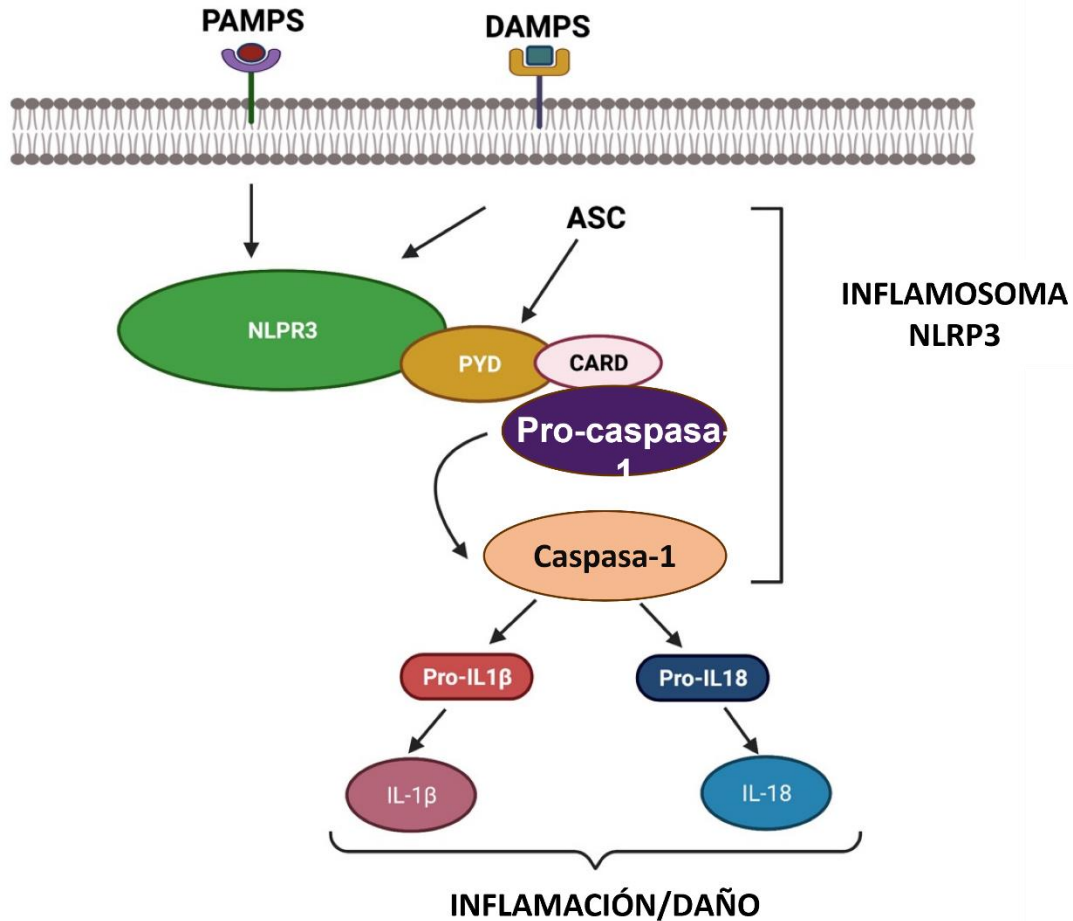 PAMPS
DAMPS
ASC
INFLAMOSOMA
NLRP3
NLPR3
PYD
CARD
Pro-caspasa-
1
Caspasa-1
Pro-IL1β
Pro-IL18
IL-1β
IL-18
INFLAMACIÓN/DAÑO